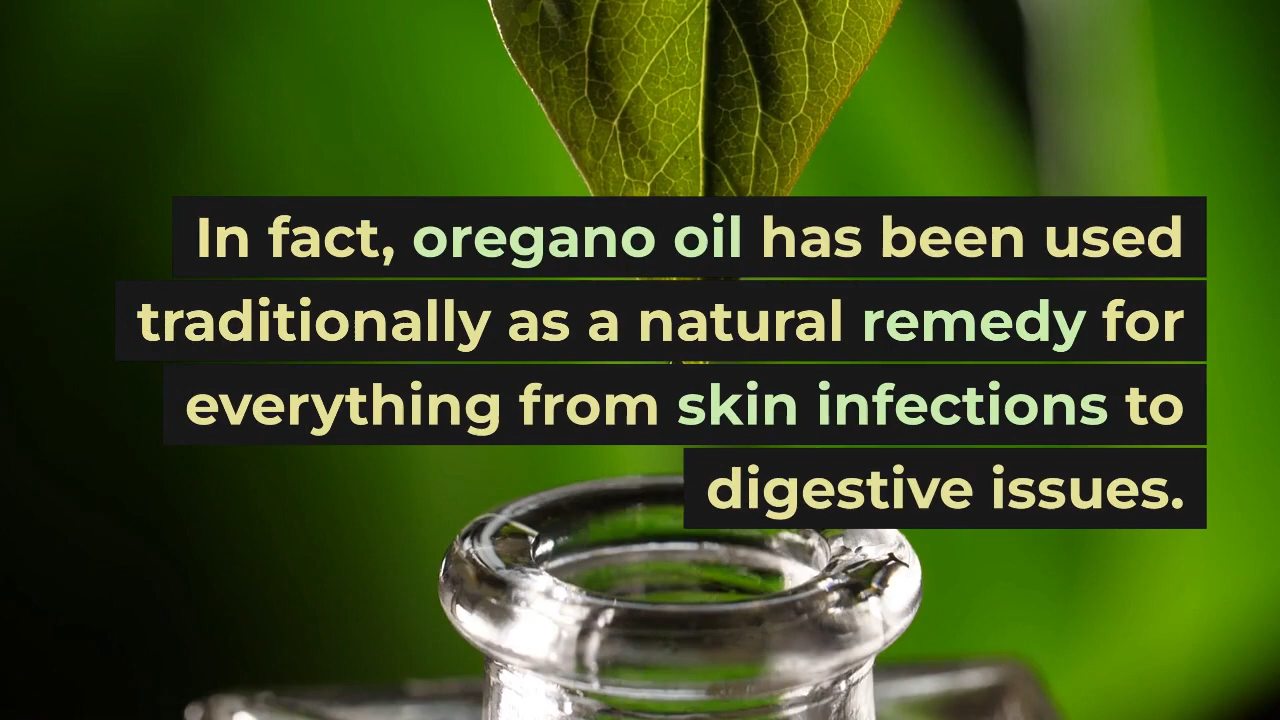 In fact, oregano oil has been used
traditionally as a natural remedy for
everything from skin infections to
digestive issues.